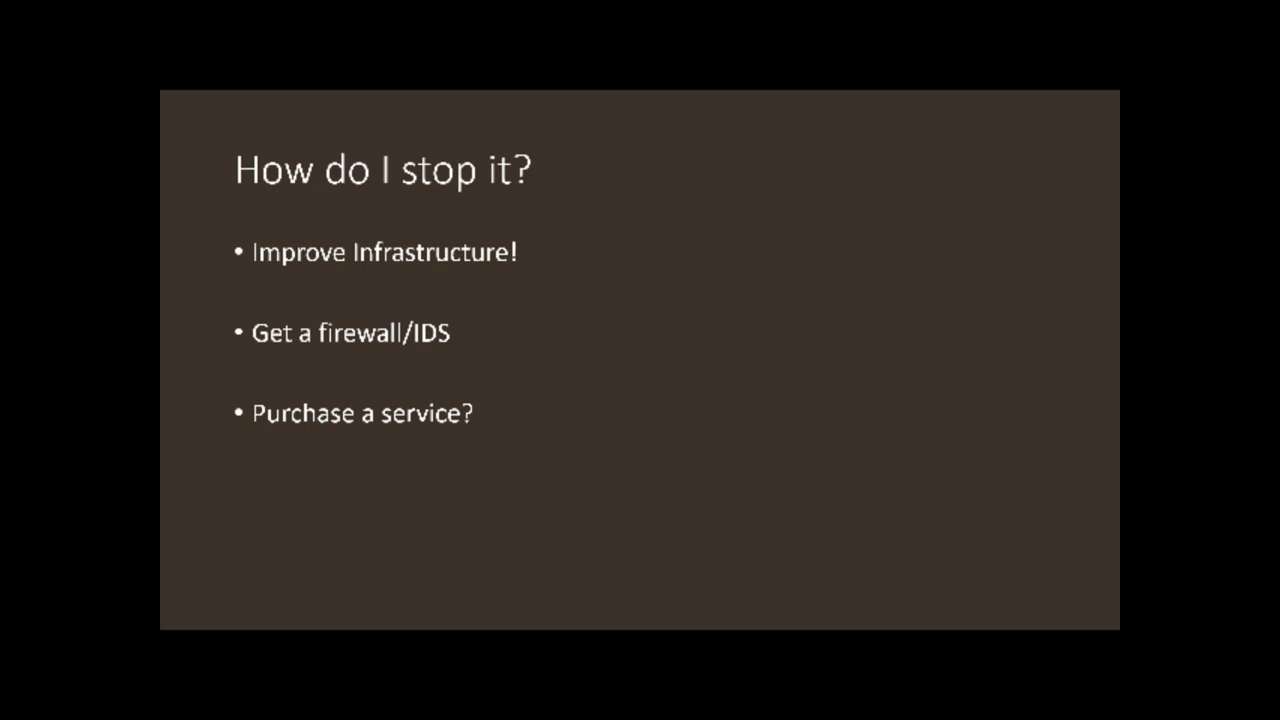 How do I stop it?
• Improve Infrastructure!
• Get a firewall/IDS
• Purchase a service?